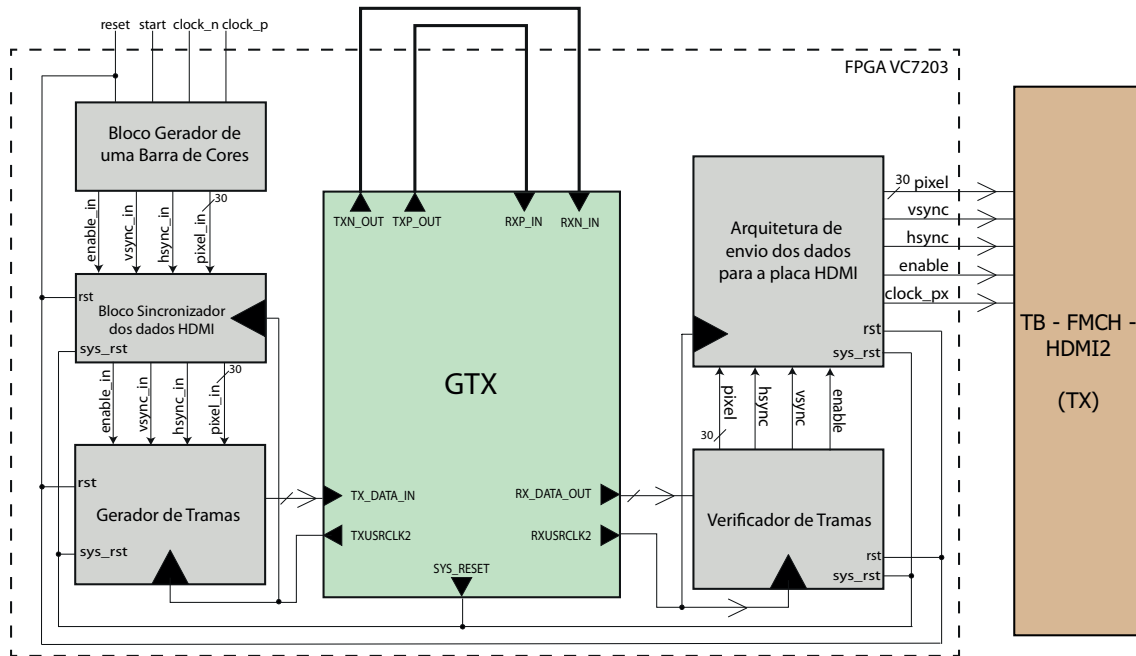 reset start clock_n clock_p
FPGA VC7203
Bloco Gerador de
uma Barra de Cores
30
enable_in
vsync_in
hsync_in
pixel_in
rst
Bloco Sincronizador
dos dados HDMI
sys_rst
30
enable_in
vsync_in
hsync_in
pixel_in
rst
Gerador de Tramas
sys_rst
TXN_OUT
TXP_OUT
RXP_IN
RXN_IN
GTX
TX_DATA_IN
TXUSRCLK2
RX_DATA_OUT
RXUSRCLK2
SYS_RESET
Arquitetura de
envio dos dados
para a placa HDMI
30 pixel
vsync
hsync
enable
clock_px
rst
sys_rst
pixel
hsync
vsync
enable
30
Verificador de Tramas
rst
sys_rst
TB - FMCH -
HDMI2
(TX)